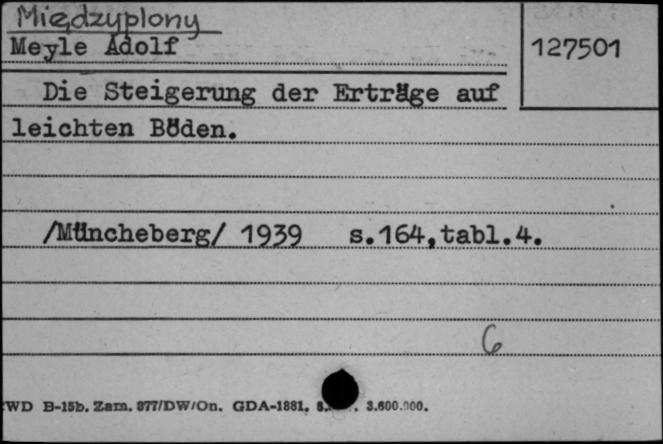 Międzyplony
Meyle Adolf
127501
Die Steigerung der Erträge auf
leichten Böden.
/Müncheberg/ 1939 s.164,tabl.4.
6
WD B-15b. Zam. 977/DW/On. GDA-1881. 3.600.000.